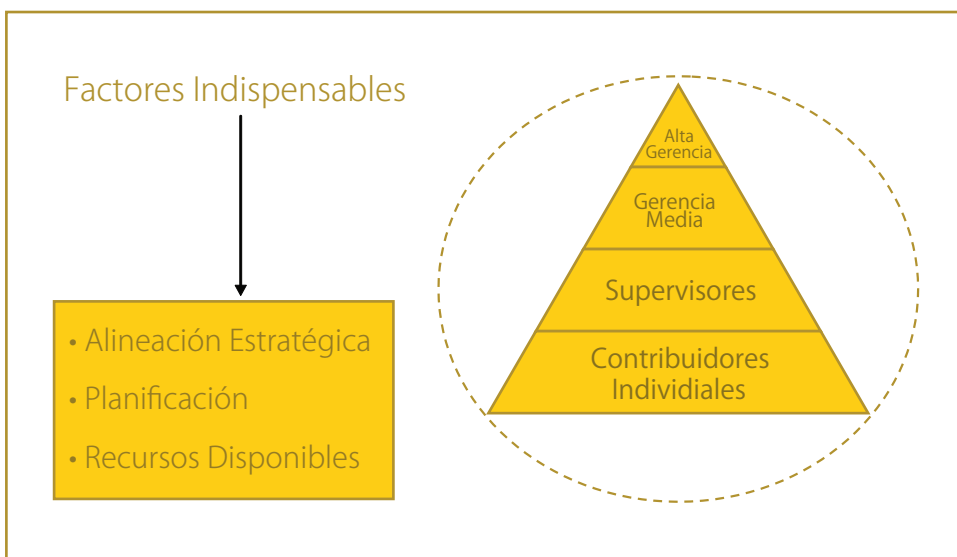 Factores Indispensables
• Alineación Estratégica
• Planificación
• Recursos Disponibles
Alta
Gerencia
Gerencia
Media
Supervisores
Contribuidores
Individiales